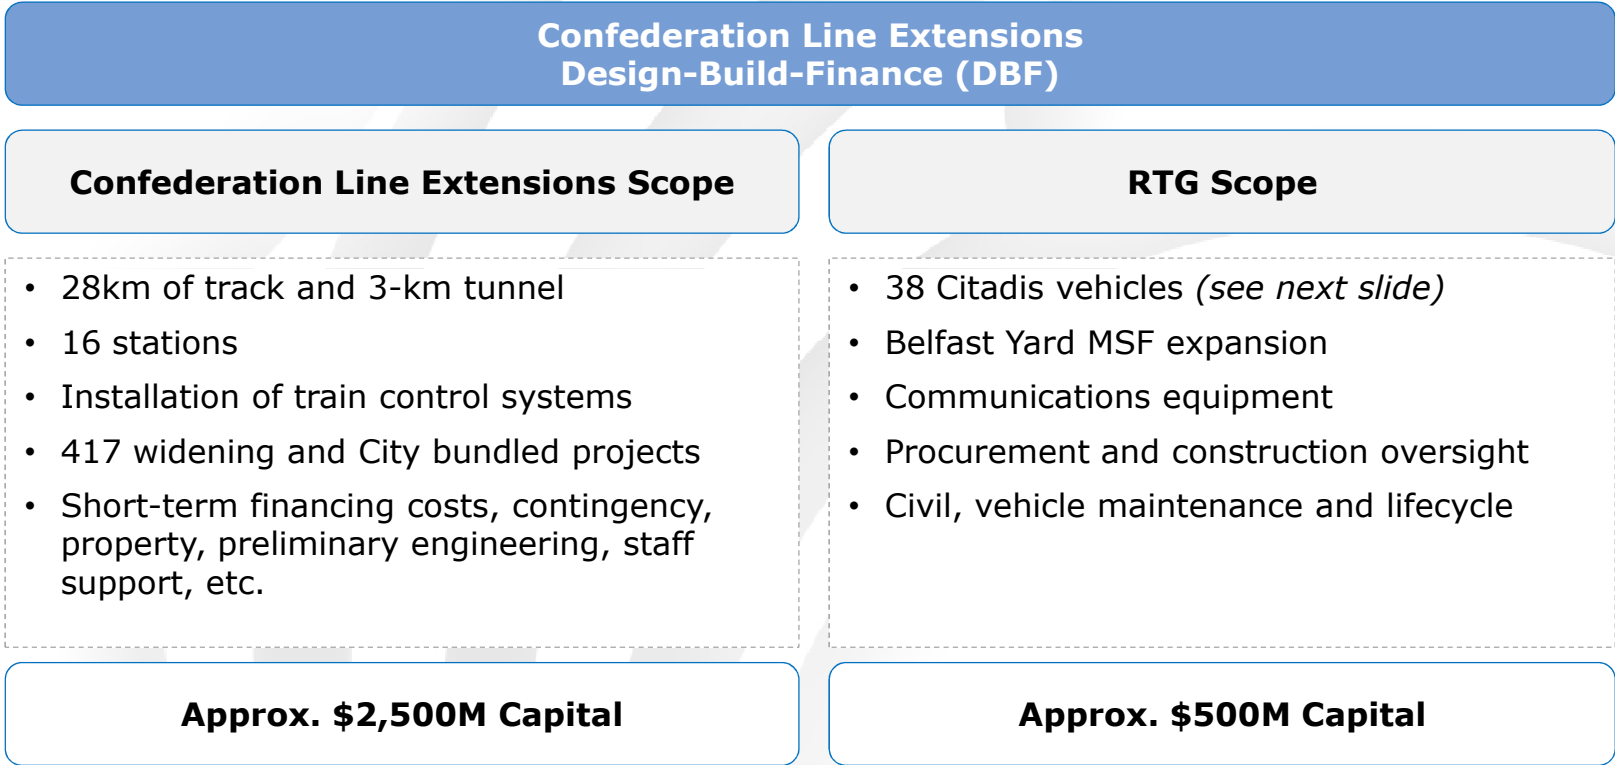 Confederation Line Extensions
Design-Build-Finance (DBF)
Confederation Line Extensions Scope
• 28km of track and 3-km tunnel
• 16 stations
• Installation of train control systems
• 417 widening and City bundled projects
• Short-term financing costs, contingency,
property, preliminary engineering, staff
support, etc.
Approx. $2,500M Capital
RTG Scope
• 38 Citadis vehicles (see next slide)
• Belfast Yard MSF expansion
• Communications equipment
• Procurement and construction oversight
• Civil, vehicle maintenance and lifecycle
Approx. $500M Capital